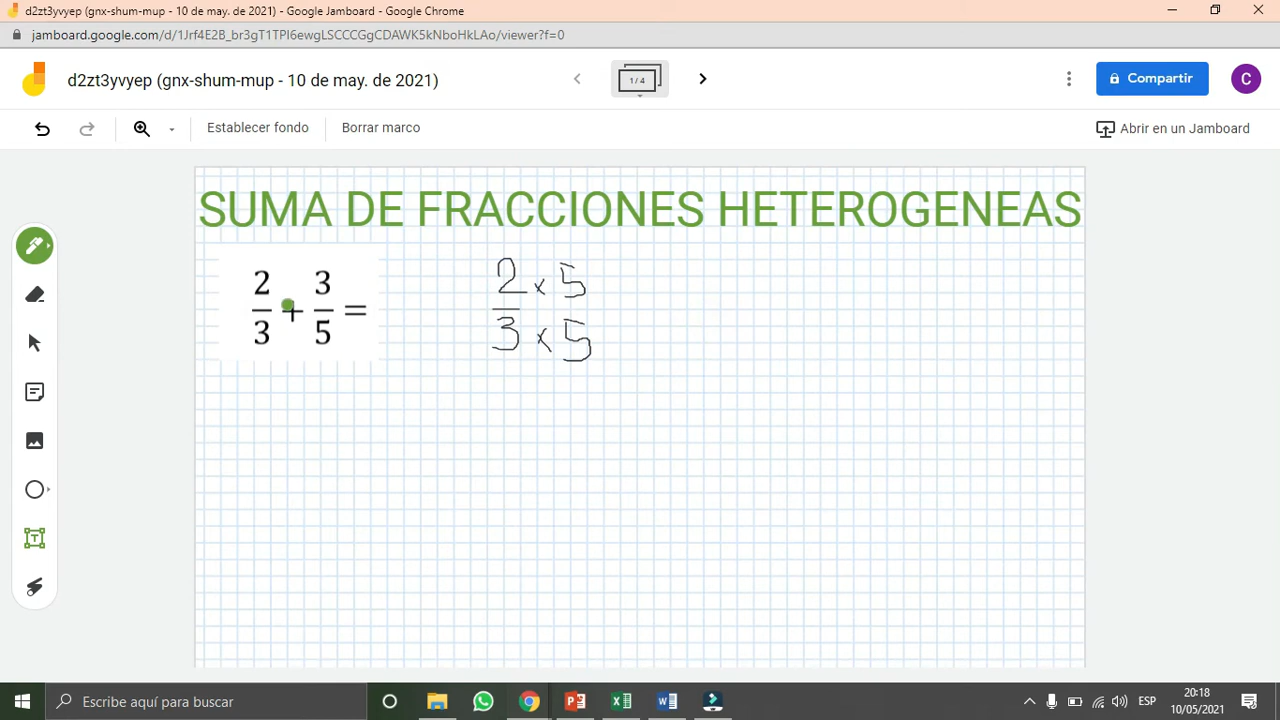 d2zt3yvyep (gnx-shum-mup - 10 de may. de 2021) - Google Jamboard - Google Chrome
jamboard.google.com/d/1Jrf4E2B_br3gT1TPI6ewgLSCCCGgCDAWK5kNboHkLAo/viewer?f=0
d2zt3yvyep (gnx-shum-mup - 10 de may. de 2021)
1 / 4
Compartir
C
Establecer fondo
Borrar marco
Abrir en un Jamboard
SUMA DE FRACCIONES HETEROGENEAS
2/3 + 3/5 =
2 x 5
3 x 5
T
Escribe aquí para buscar
ESP
20:18
10/05/2021